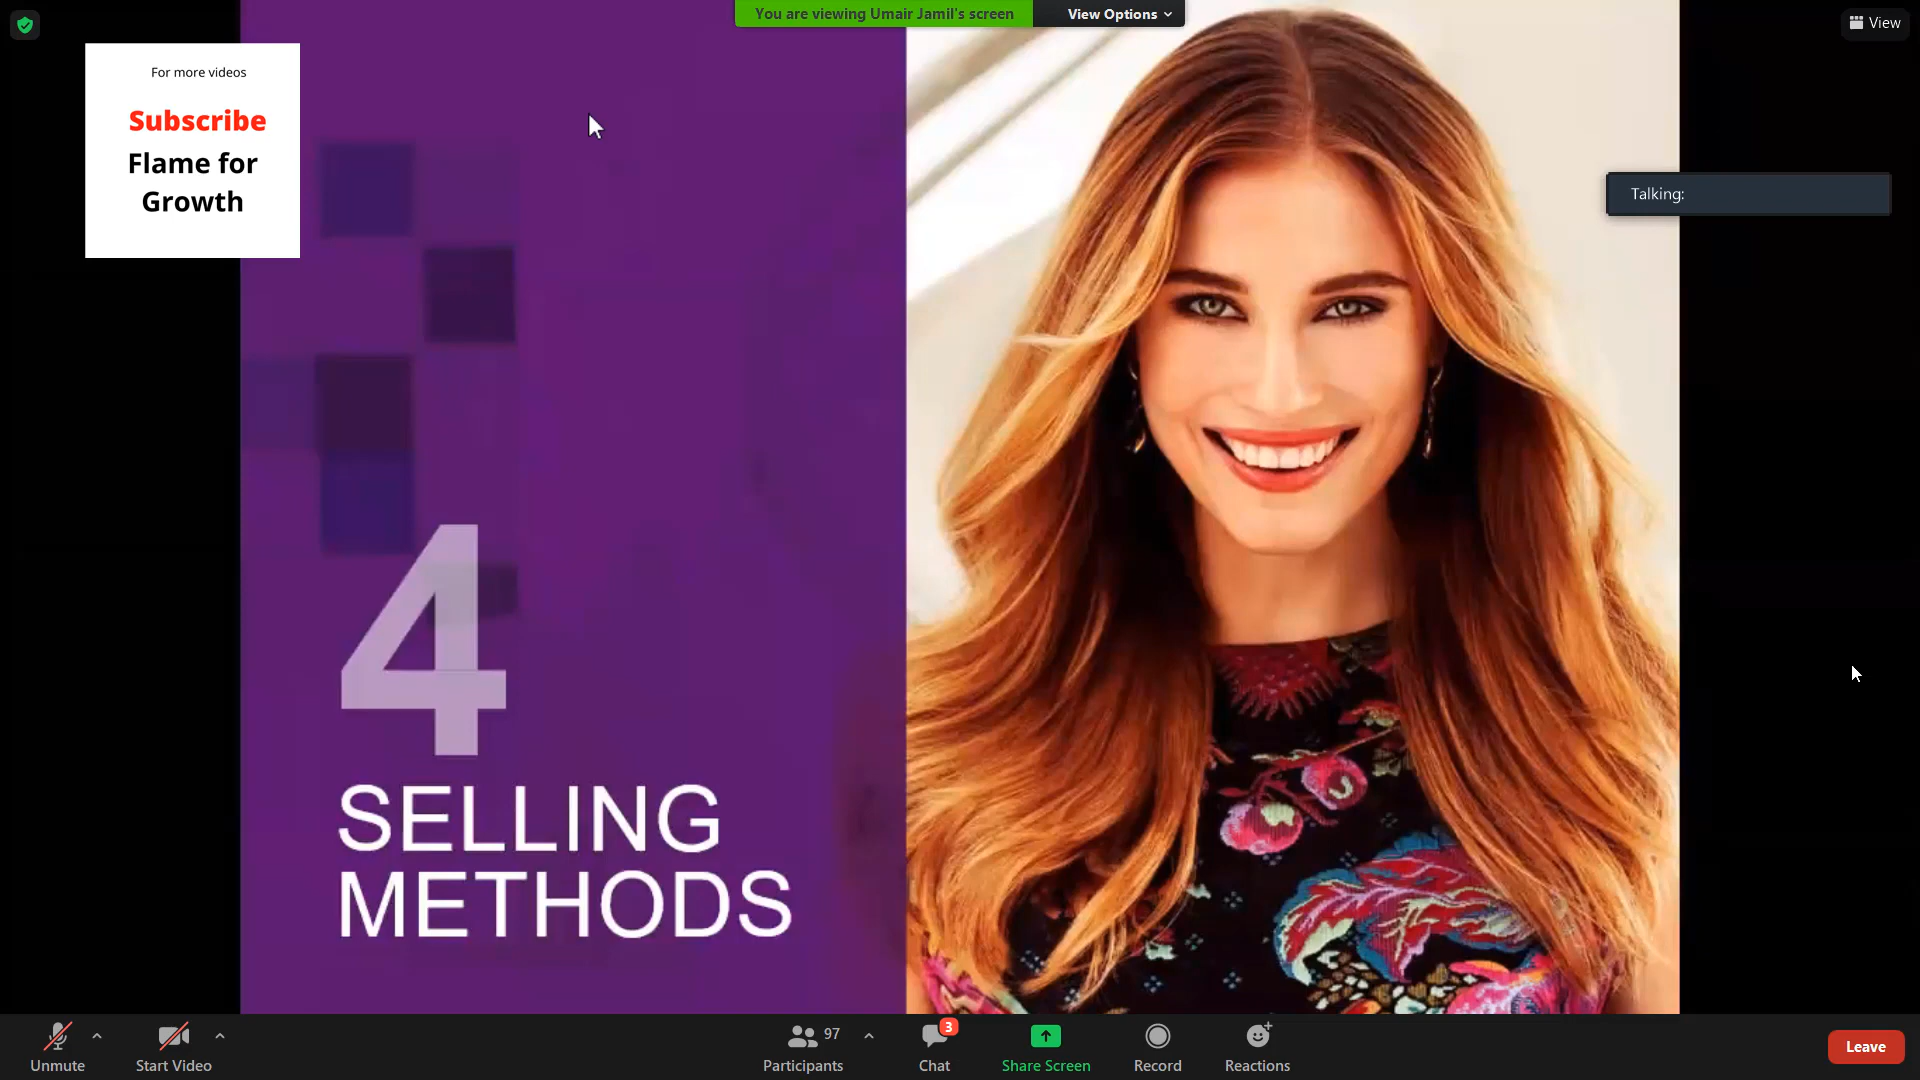 You are viewing Umair Jamil's screen
View Options
View
For more videos
Subscribe
Flame for
Growth
Talking:
4
SELLING
METHODS
Unmute
Start Video
97
Participants
3
Chat
Share Screen
Record
Reactions
Leave